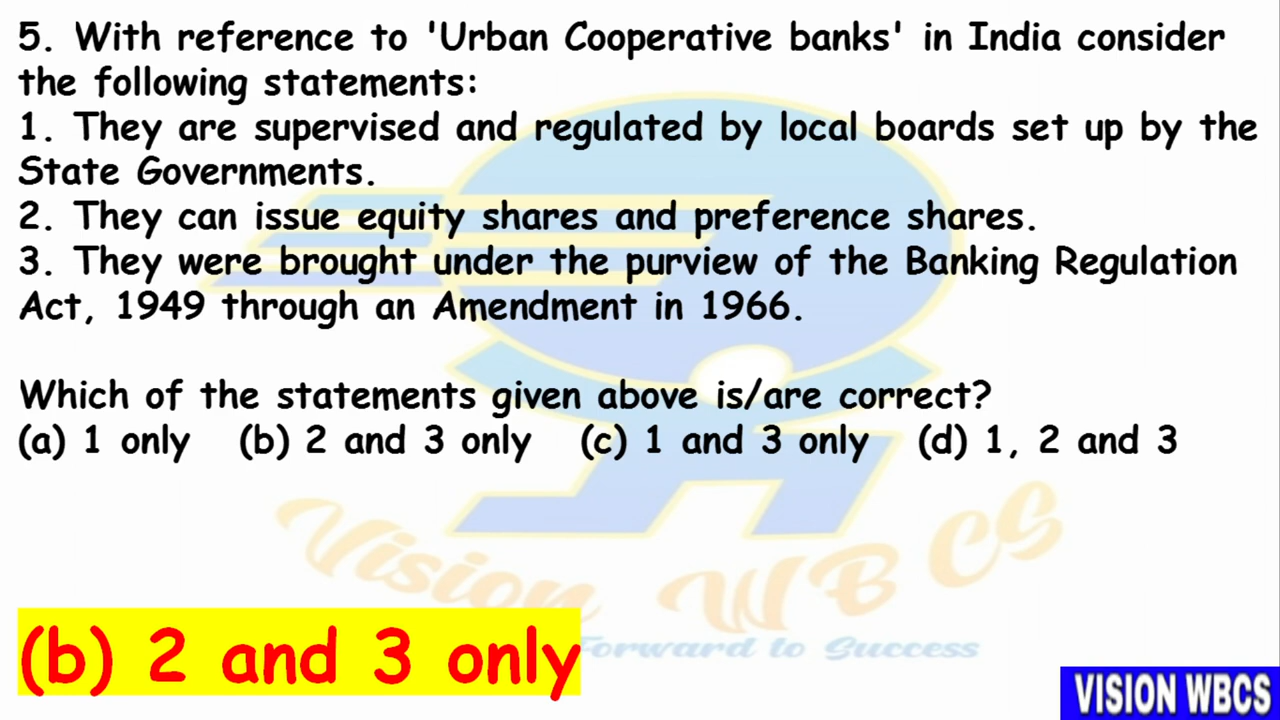 5. With reference to 'Urban Cooperative banks' in India consider
the following statements:
1. They are supervised and regulated by local boards set up by the
State Governments.
2. They can issue equity shares and preference shares.
3. They were brought under the purview of the Banking Regulation
Act, 1949 through an Amendment in 1966.
Which of the statements given above is/are correct?
(a) 1 only (b) 2 and 3 only (c) 1 and 3 only (d) 1, 2 and 3
Vision WBCS
Forward to Success
(b) 2 and 3 only
VISION WBCS